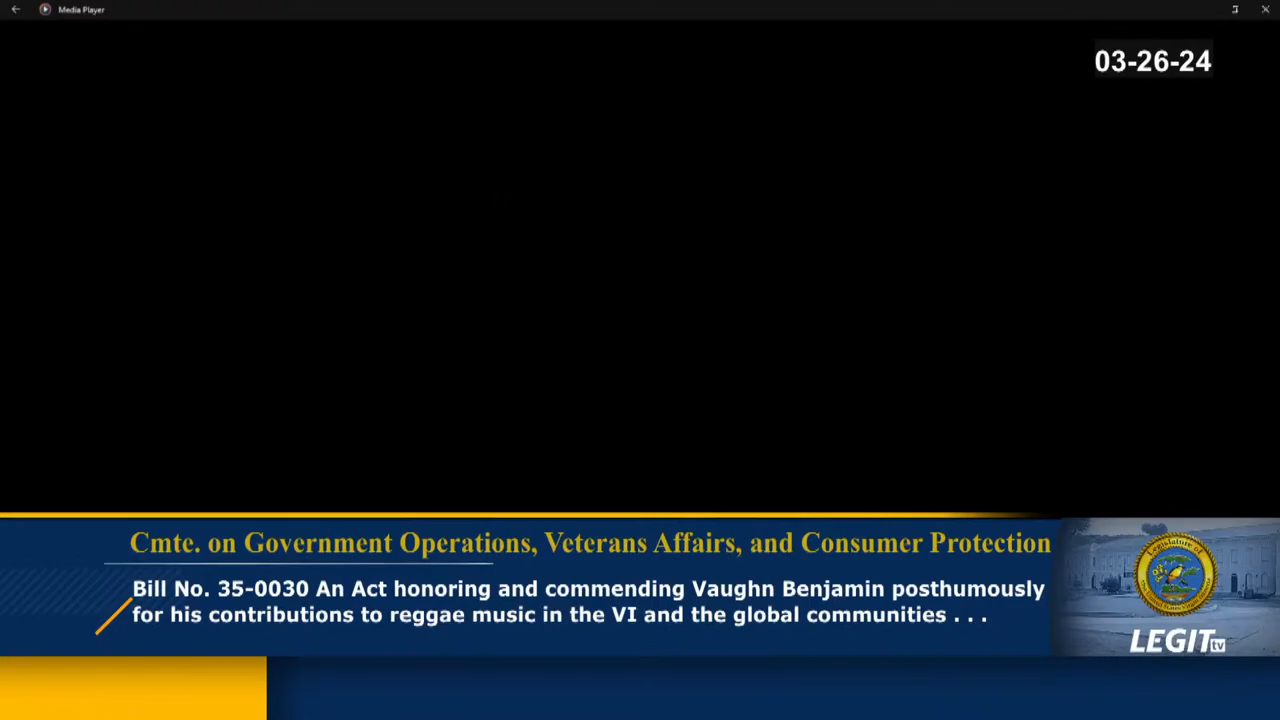 Media Player
03-26-24
Cmte. on Government Operations, Veterans Affairs, and Consumer Protection
Bill No. 35-0030 An Act honoring and commending Vaughn Benjamin posthumously
for his contributions to reggae music in the VI and the global communities . . .
Legislature of
LEGIT tv